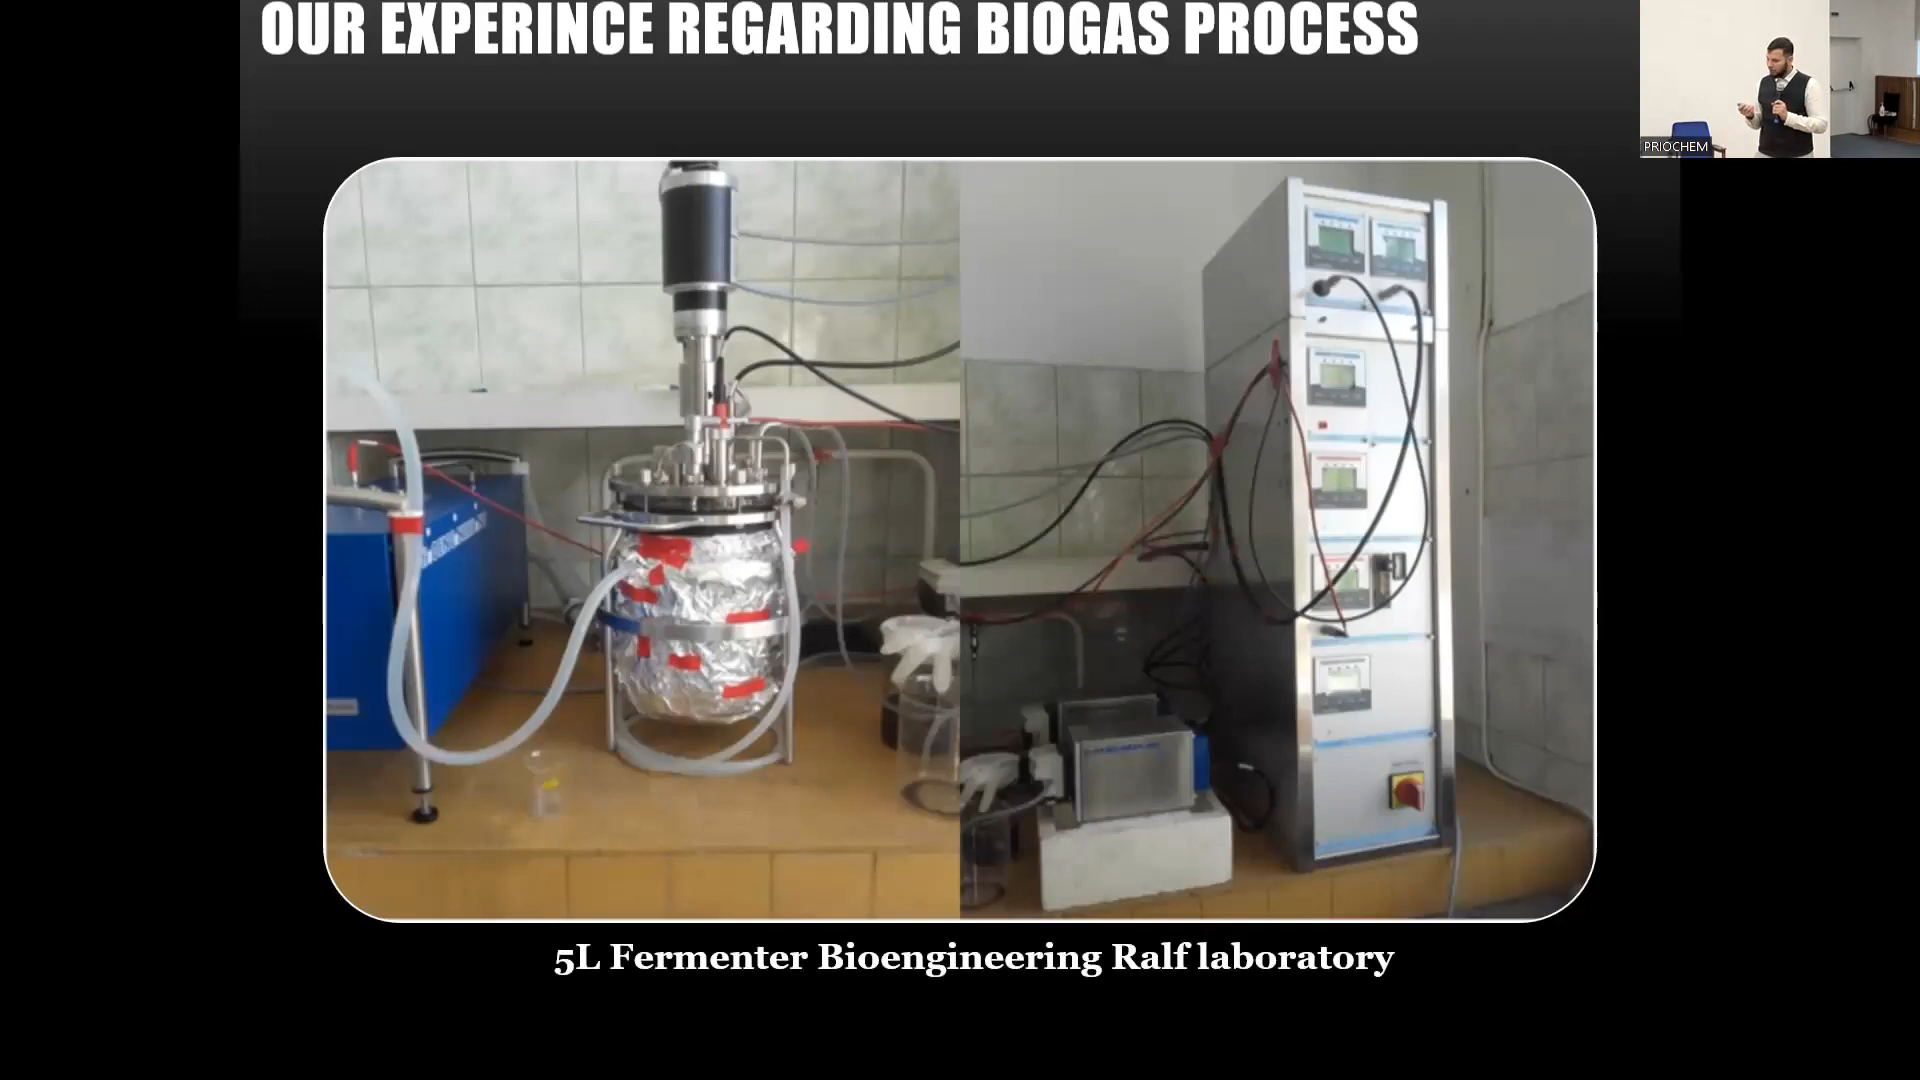 OUR EXPERINCE REGARDING BIOGAS PROCESS
PRIOCHEM
5L Fermenter Bioengineering Ralf laboratory